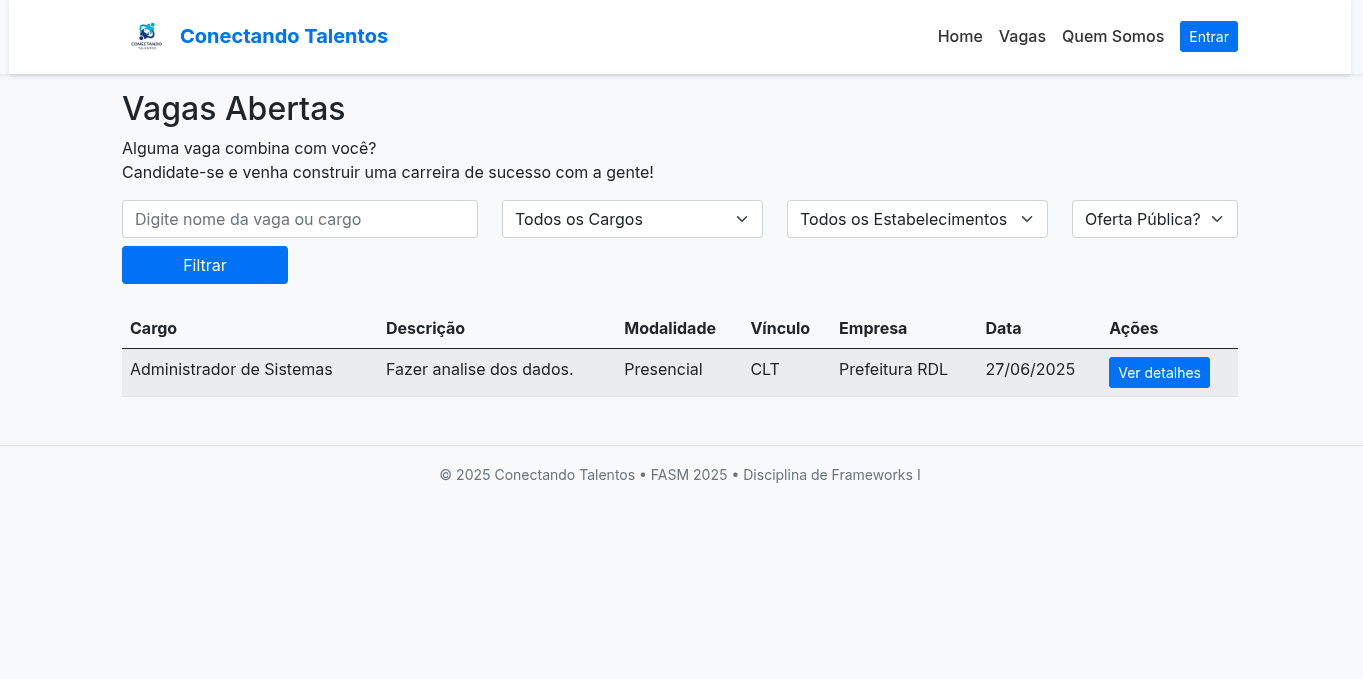 CONECTANDO
TALENTOS
Conectando Talentos
Home Vagas Quem Somos Entrar
Vagas Abertas
Alguma vaga combina com você?
Candidate-se e venha construir uma carreira de sucesso com a gente!
Digite nome da vaga ou cargo Todos os Cargos Todos os Estabelecimentos Oferta Pública?
Filtrar
Cargo Descrição Modalidade Vínculo Empresa Data Ações
Administrador de Sistemas Fazer analise dos dados. Presencial CLT Prefeitura RDL 27/06/2025 Ver detalhes
© 2025 Conectando Talentos • FASM 2025 • Disciplina de Frameworks I